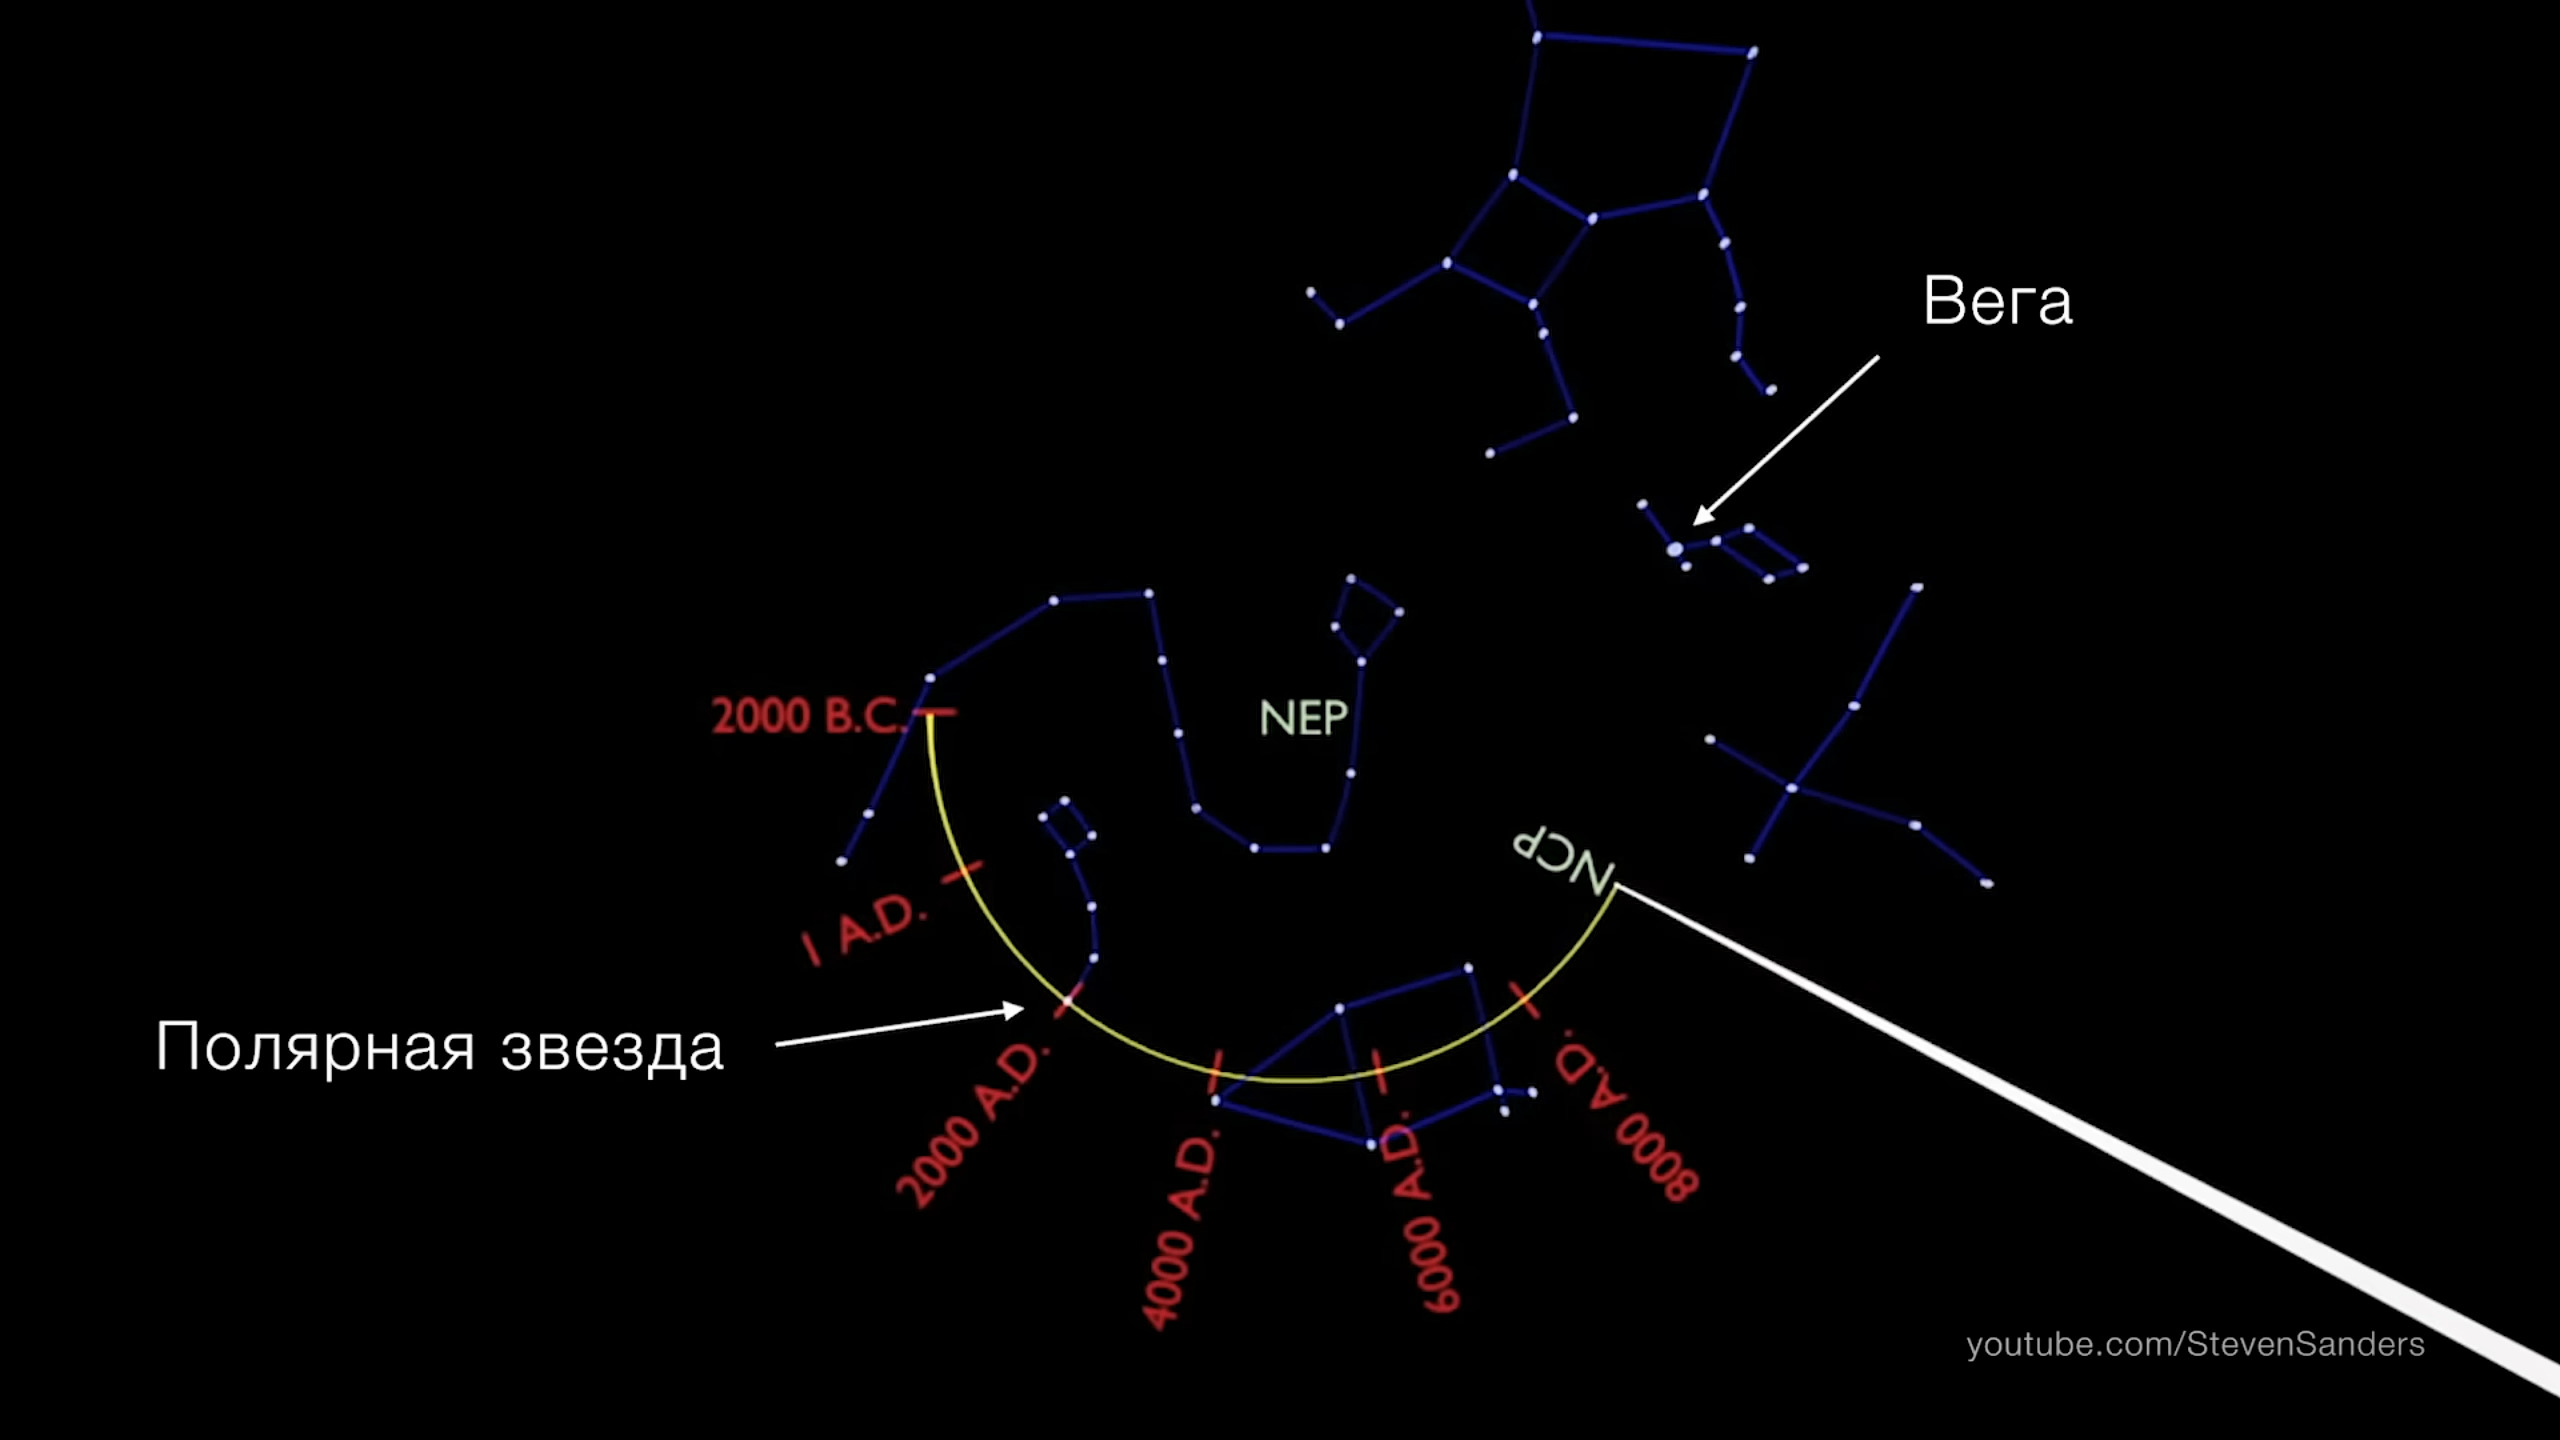 Вега
2000 B.C.
NEP
NCP
1 A.D.
Полярная звезда
2000 A.D.
4000 A.D.
6000 A.D.
8000 A.D.
youtube.com/StevenSanders